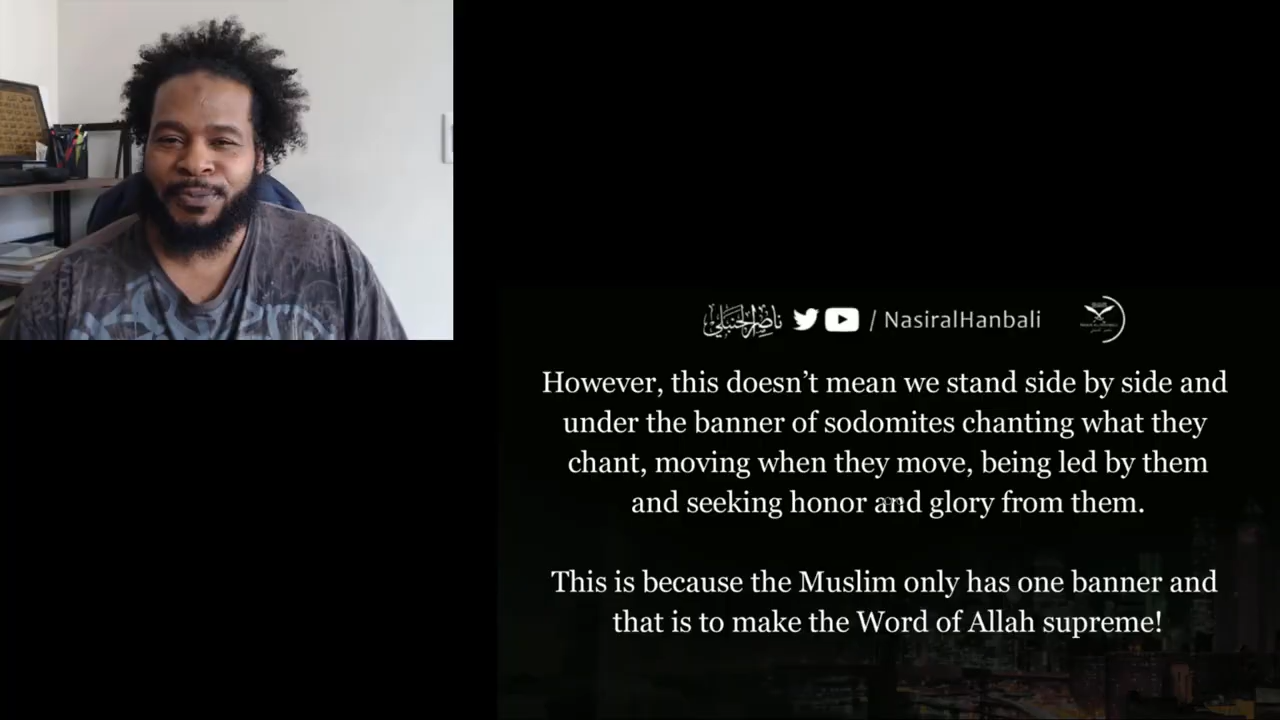 ناصر الحنبلي / NasiralHanbali
However, this doesn’t mean we stand side by side and
under the banner of sodomites chanting what they
chant, moving when they move, being led by them
and seeking honor and glory from them.
This is because the Muslim only has one banner and
that is to make the Word of Allah supreme!